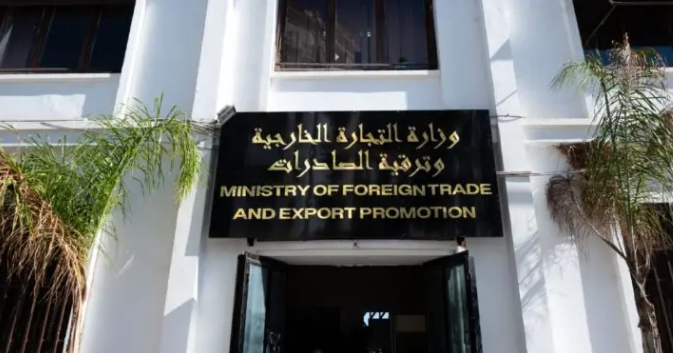 وزارة التجارة الخارجية
وترقية الصادرات
MINISTRY OF FOREIGN TRADE
AND EXPORT PROMOTION